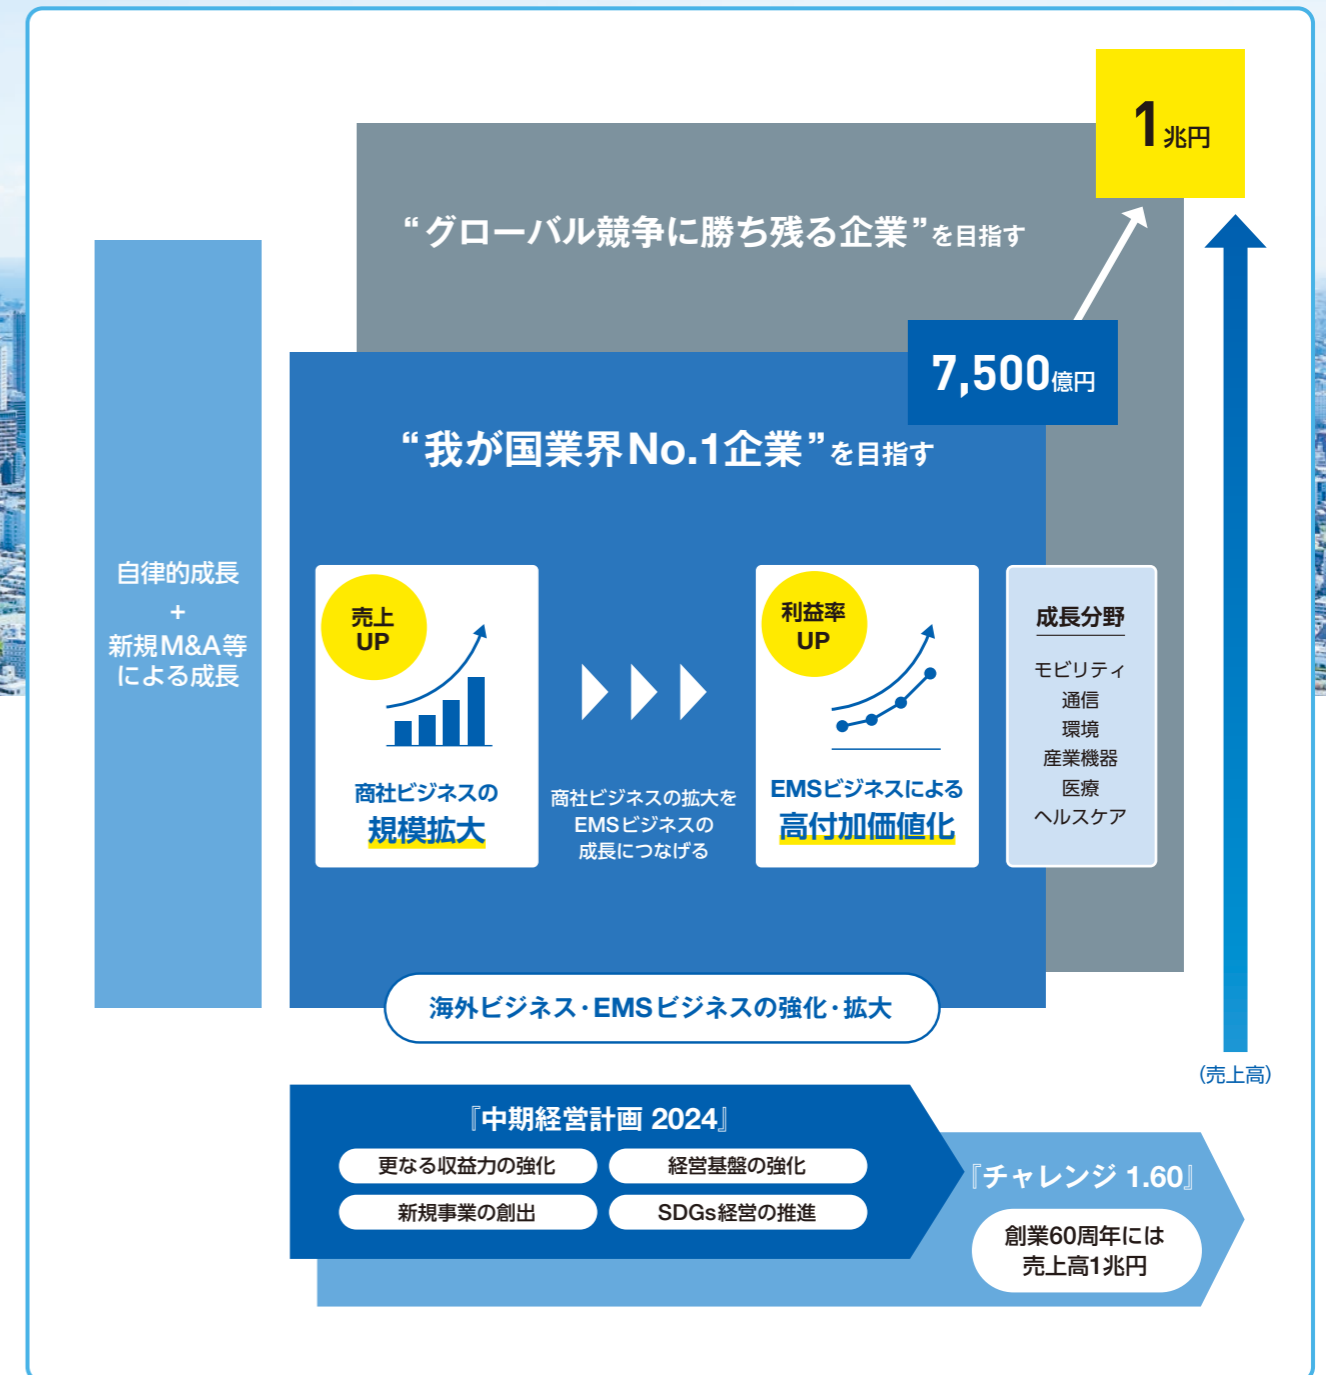 1兆円
“グローバル競争に勝ち残る企業”を目指す
7,500億円
“我が国業界No.1企業”を目指す
自律的成長
+
新規M&A等
による成長
売上
UP
商社ビジネスの
規模拡大
商社ビジネスの拡大を
EMSビジネスの
成長につなげる
利益率
UP
EMSビジネスによる
高付加価値化
成長分野
モビリティ
通信
環境
産業機器
医療
ヘルスケア
海外ビジネス・EMSビジネスの強化・拡大
(売上高)
『中期経営計画 2024』
更なる収益力の強化
経営基盤の強化
新規事業の創出
SDGs経営の推進
『チャレンジ 1.60』
創業60周年には
売上高1兆円